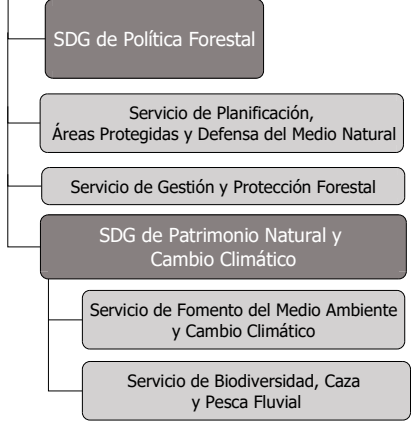 SDG de Política Forestal
Servicio de Planificación,
Áreas Protegidas y Defensa del Medio Natural
Servicio de Gestión y Protección Forestal
SDG de Patrimonio Natural y
Cambio Climático
Servicio de Fomento del Medio Ambiente
y Cambio Climático
Servicio de Biodiversidad, Caza
y Pesca Fluvial